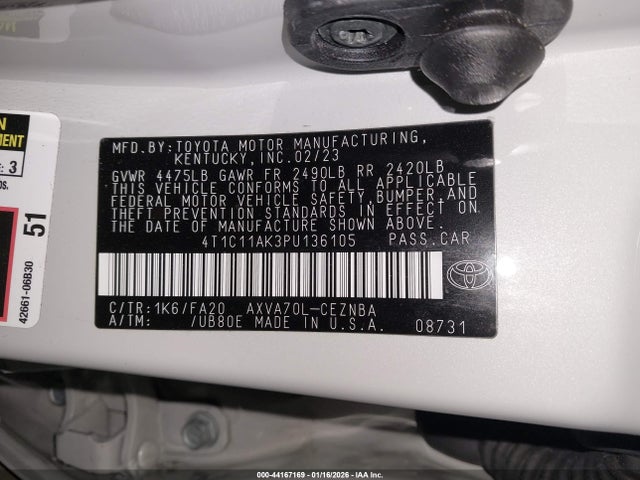 MFD.BY:TOYOTA MOTOR MANUFACTURING,
KENTUCKY,INC.02/23
GVWR 4475LB GAWR FR 2490LB RR 2420LB
THIS VEHICLE CONFORMS TO ALL APPLICABLE
FEDERAL MOTOR VEHICLE SAFETY,BUMPER,AND
THEFT PREVENTION STANDARDS IN EFFECT ON
THE DATE OF MANUFACTURE SHOWN ABOVE.
4T1C11AK3PU136105 PASS.CAR
C/TR:1K6/FA20 AXVA70L-CEZNBA
A/TM: /UB80E MADE IN U.S.A. 08731
TOYOTA
3
51
42661-06B30
000-44167169 - 01/16/2026 - IAA Inc.